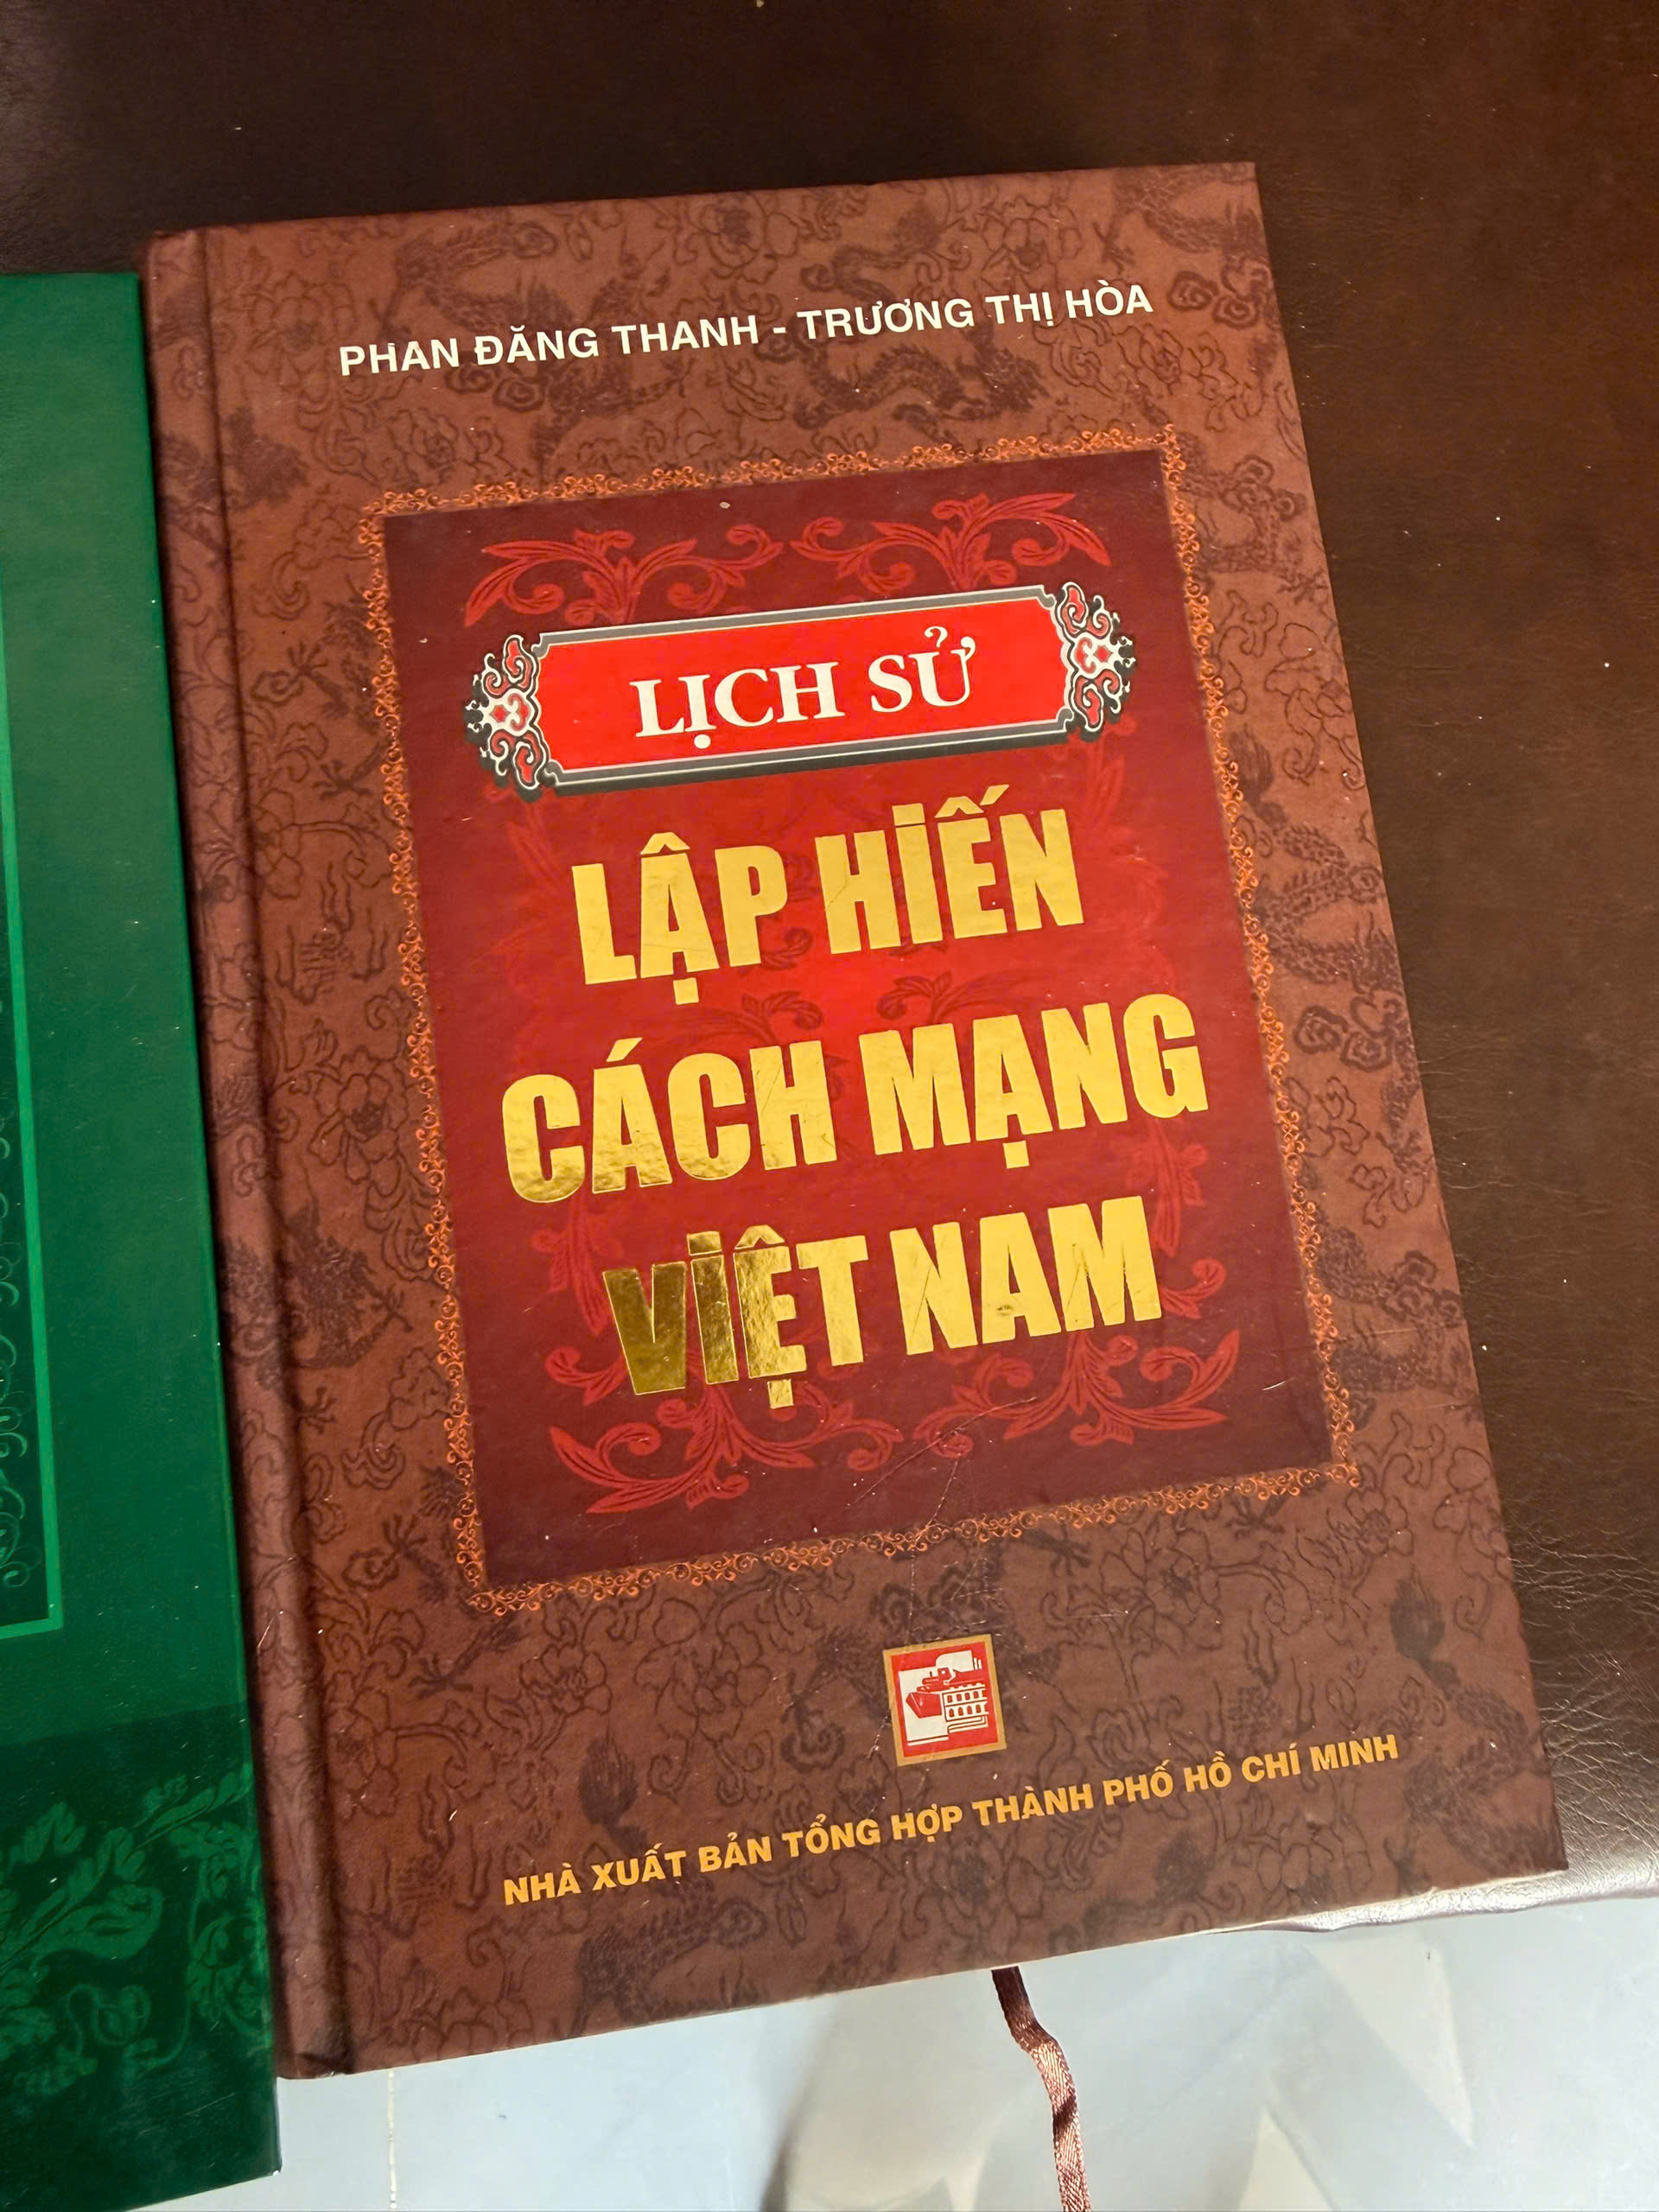 PHAN ĐĂNG THANH - TRƯƠNG THỊ HÒA
LỊCH SỬ
LẬP HIẾN
CÁCH MẠNG
VIỆT NAM
NHÀ XUẤT BẢN TỔNG HỢP THÀNH PHỐ HỒ CHÍ MINH